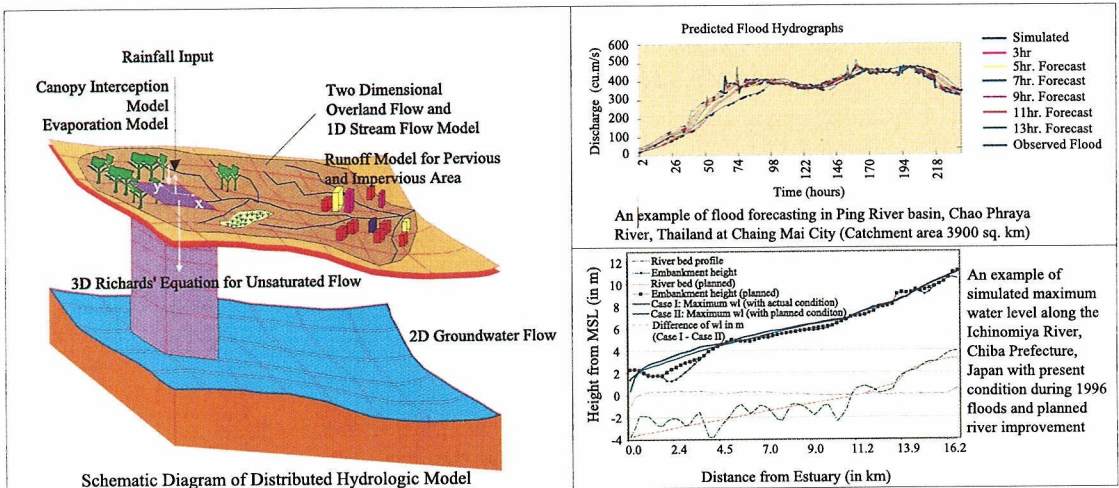 Rainfall Input
Canopy Interception
Model
Evaporation Model
Two Dimensional
Overland Flow and
1D Stream Flow Model
Runoff Model for Pervious
and Impervious Area
y
x
3D Richards' Equation for Unsaturated Flow
2D Groundwater Flow
Schematic Diagram of Distributed Hydrologic Model
Predicted Flood Hydrographs
Discharge (cu.m/s)
600
500
400
300
200
100
0
2 26 50 74 98 122 146 170 194 218
Time (hours)
Simulated
3hr
5hr. Forecast
7hr. Forecast
9hr. Forecast
11hr. Forecast
13hr. Forecast
Observed Flood
An example of flood forecasting in Ping River basin, Chao Phraya
River, Thailand at Chaing Mai City (Catchment area 3900 sq. km)
Height from MSL (in m)
12
10
8
6
4
2
0
-2
-4
River bed profile
Embankment height
River bed (planned)
Embankment height (planned)
Case I: Maximum wl (with actual condition)
Case II: Maximum wl (with planned conditon)
Difference of wl in m
(Case I - Case II)
0.0 2.4 4.5 6.7 9.0 11.2 13.9 16.2
Distance from Estuary (in km)
An example of
simulated maximum
water level along the
Ichinomiya River,
Chiba Prefecture,
Japan with present
condition during 1996
floods and planned
river improvement